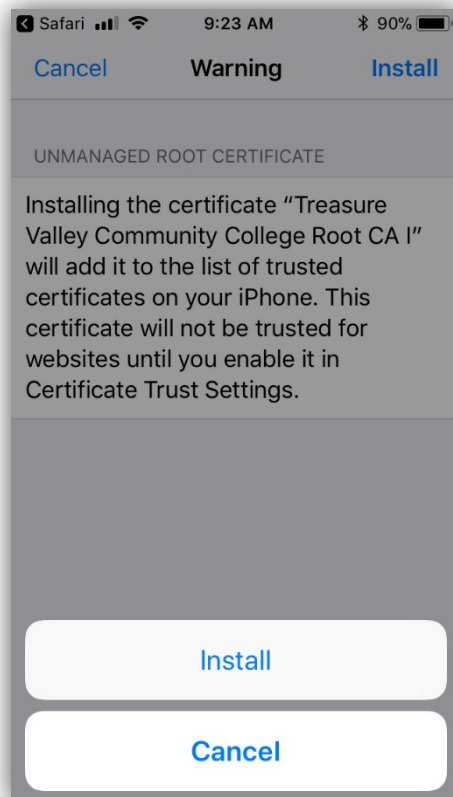 Safari 9:23 AM 90%
Cancel Warning Install
UNMANAGED ROOT CERTIFICATE
Installing the certificate “Treasure
Valley Community College Root CA I”
will add it to the list of trusted
certificates on your iPhone. This
certificate will not be trusted for
websites until you enable it in
Certificate Trust Settings.
Install
Cancel